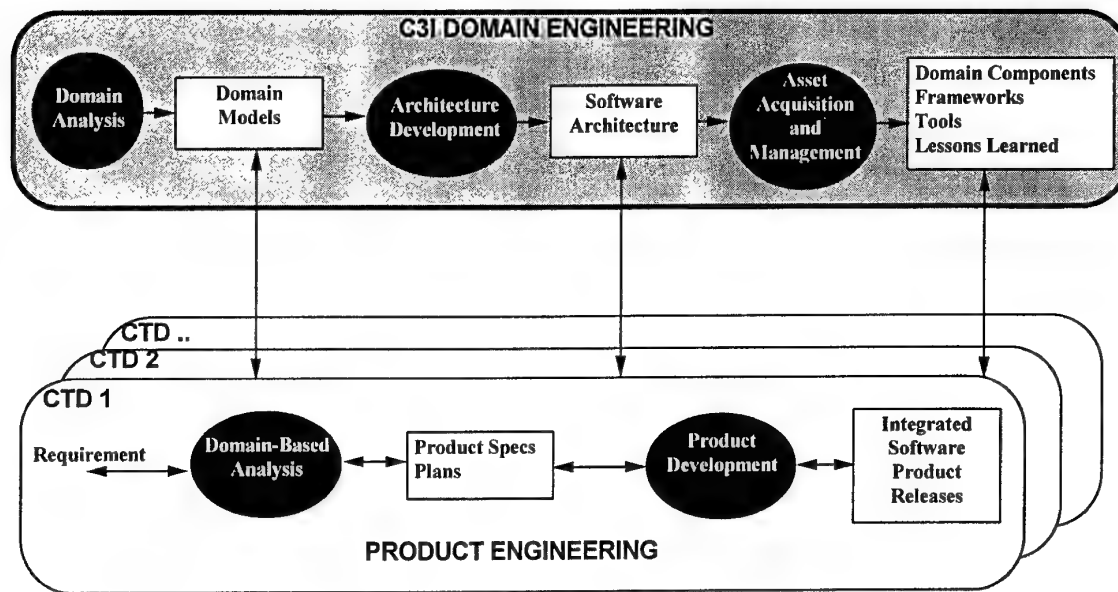 C3I DOMAIN ENGINEERING
Domain
Analysis
Domain
Models
Architecture
Development
Software
Architecture
Asset
Acquisition
and
Management
Domain Components
Frameworks
Tools
Lessons Learned
CTD ..
CTD 2
CTD 1
Requirement
Domain-Based
Analysis
Product Specs
Plans
Product
Development
Integrated
Software
Product
Releases
PRODUCT ENGINEERING